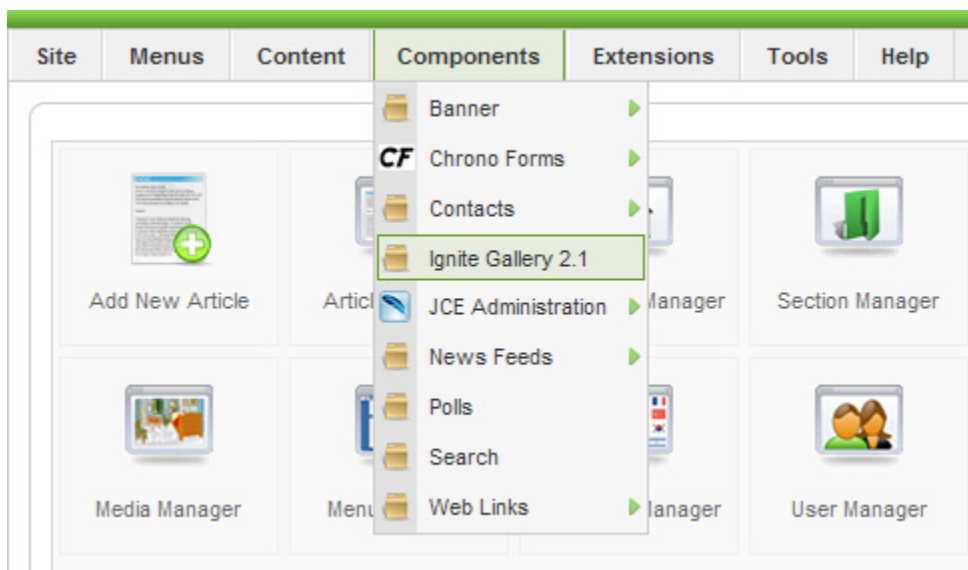 Site Menus Content Components Extensions Tools Help
Banner
CF Chrono Forms
Contacts
Ignite Gallery 2.1
JCE Administration
News Feeds
Polls
Search
Web Links
Add New Article
Section Manager
Media Manager
User Manager